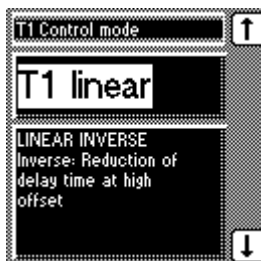 T1 Control mode
T1 linear
LINEAR INVERSE
Inverse: Reduction of
delay time at high
offset